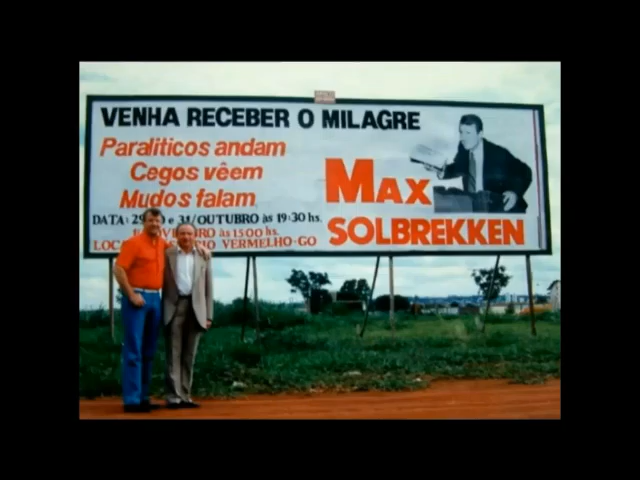 VENHA RECEBER O MILAGRE
Paraliticos andam
Cegos vêem
Mudos falam
MAX
SOLBREKKEN
DATA: 29 e 31/OUTUBRO às 19:30 hs.
às 15:00 hs.
VERMELHO-GO